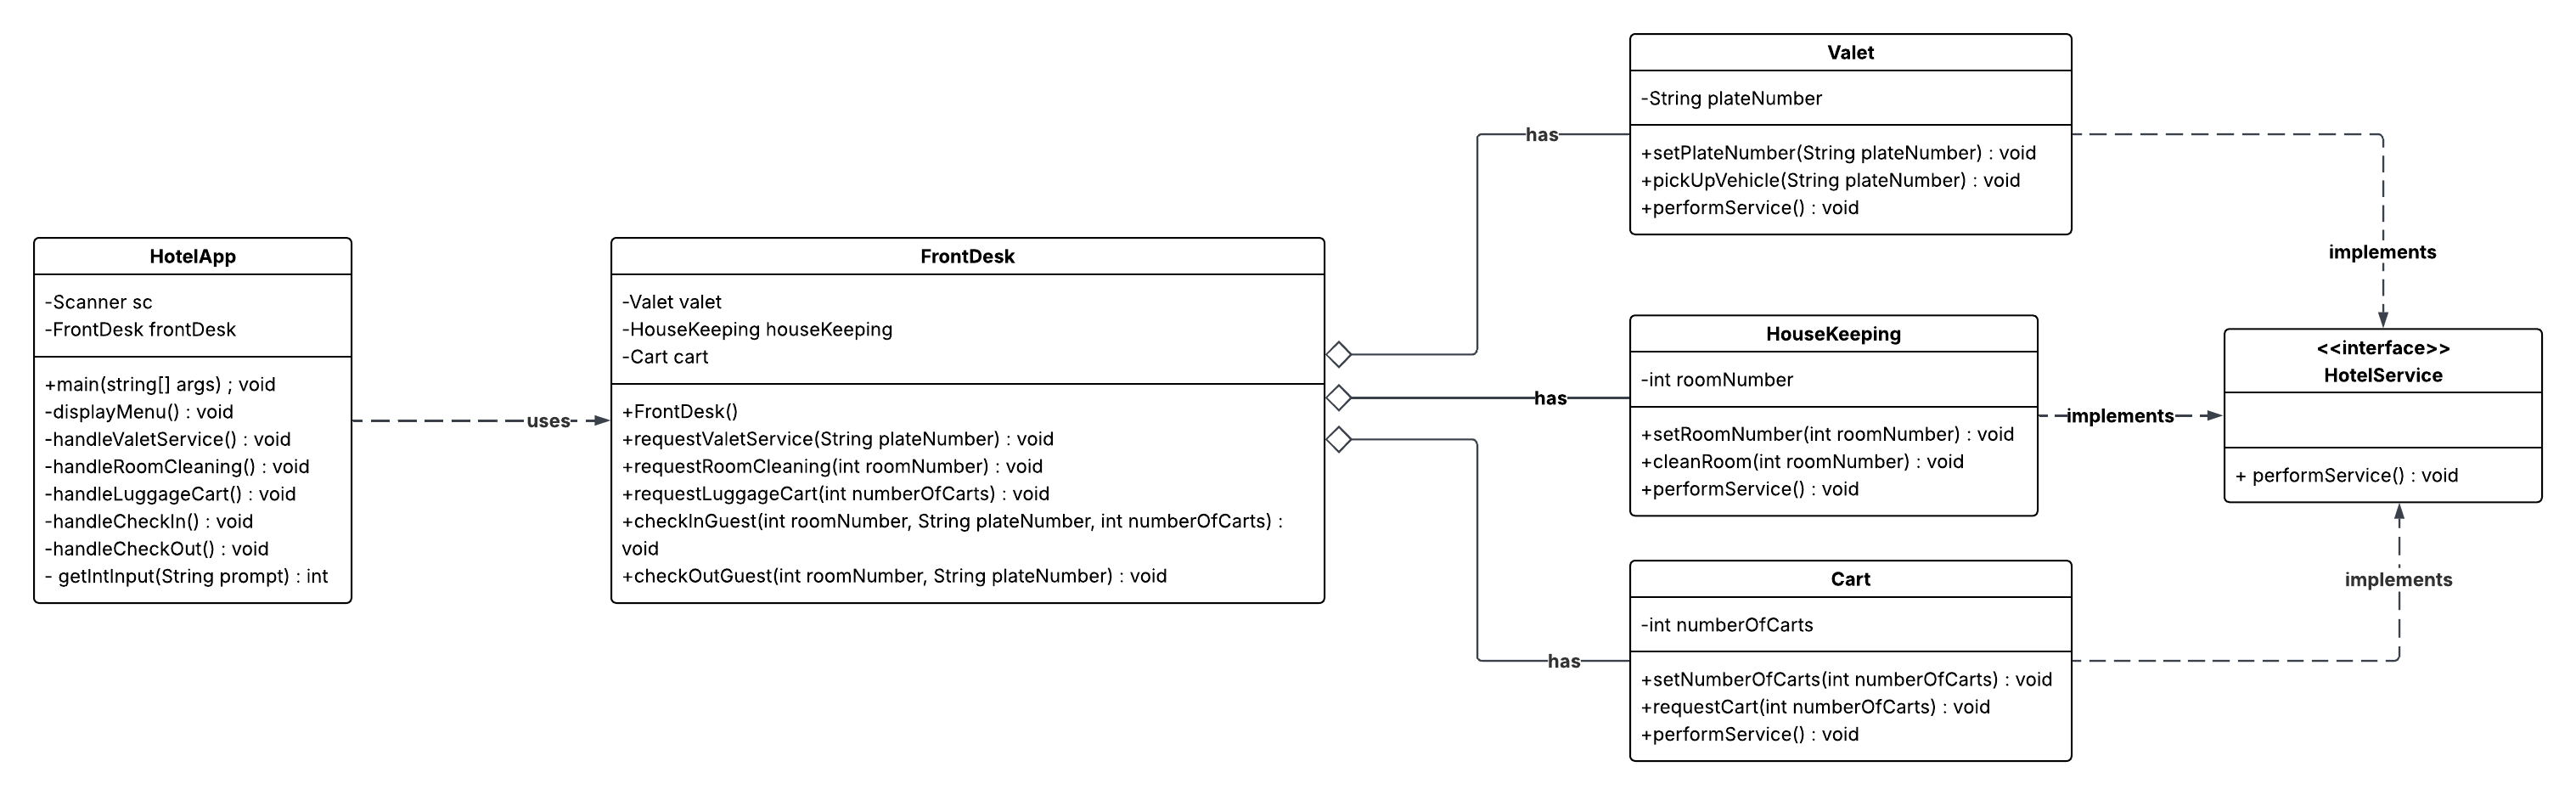 HotelApp
-Scanner sc
-FrontDesk frontDesk
+main(string[] args) ; void
-displayMenu() : void
-handleValetService() : void
-handleRoomCleaning() : void
-handleLuggageCart() : void
-handleCheckIn() : void
-handleCheckOut() : void
- getIntInput(String prompt) : int
uses
FrontDesk
-Valet valet
-HouseKeeping houseKeeping
-Cart cart
+FrontDesk()
+requestValetService(String plateNumber) : void
+requestRoomCleaning(int roomNumber) : void
+requestLuggageCart(int numberOfCarts) : void
+checkInGuest(int roomNumber, String plateNumber, int numberOfCarts) :
void
+checkOutGuest(int roomNumber, String plateNumber) : void
has
has
has
Valet
-String plateNumber
+setPlateNumber(String plateNumber) : void
+pickUpVehicle(String plateNumber) : void
+performService() : void
HouseKeeping
-int roomNumber
+setRoomNumber(int roomNumber) : void
+cleanRoom(int roomNumber) : void
+performService() : void
Cart
-int numberOfCarts
+setNumberOfCarts(int numberOfCarts) : void
+requestCart(int numberOfCarts) : void
+performService() : void
implements
implements
implements
<<interface>>
HotelService
+ performService() : void